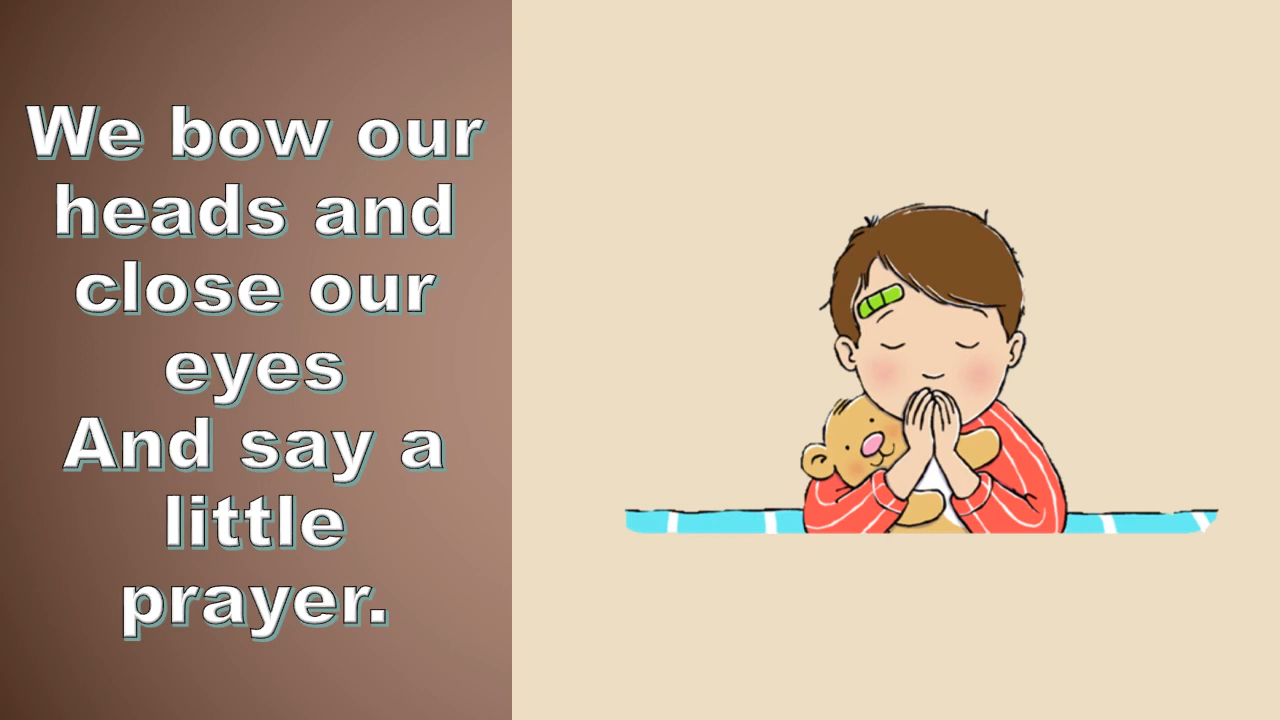 We bow our
heads and
close our
eyes
And say a
little
prayer.